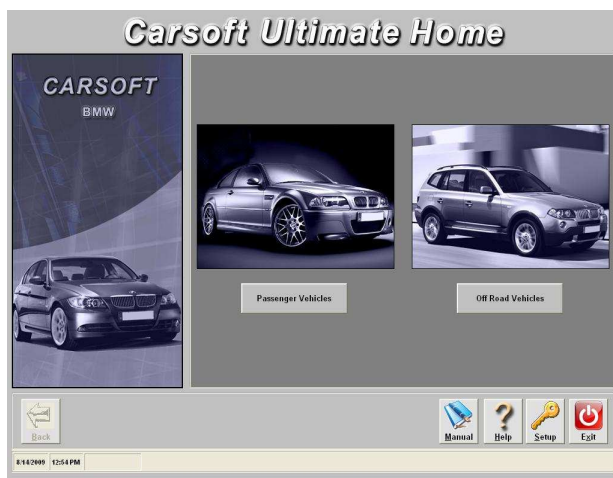 Carsoft Ultimate Home
CARSOFT
BMW
Passenger Vehicles
Off Road Vehicles
Back
Manual
Help
Setup
Exit
8/14/2009 12:54 PM